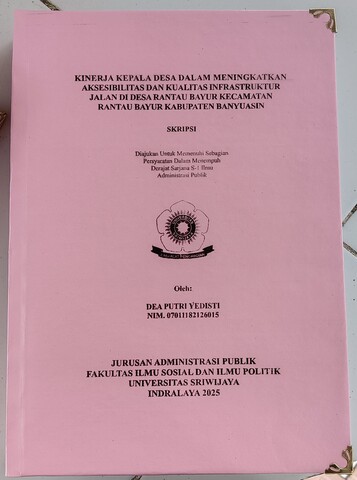 KINERJA KEPALA DESA DALAM MENINGKATKAN
AKSESIBILITAS DAN KUALITAS INFRASTRUKTUR
JALAN DI DESA RANTAU BAYUR KECAMATAN
RANTAU BAYUR KABUPATEN BANYUASIN
SKRIPSI
Diajukan Untuk Memenuhi Sebagian
Persyaratan Dalam Menempuh
Derajat Sarjana S-1 Ilmu
Administrasi Publik
Oleh:
DEA PUTRI YEDISTI
NIM. 07011182126015
JURUSAN ADMINISTRASI PUBLIK
FAKULTAS ILMU SOSIAL DAN ILMU POLITIK
UNIVERSITAS SRIWIJAYA
INDRALAYA 2025